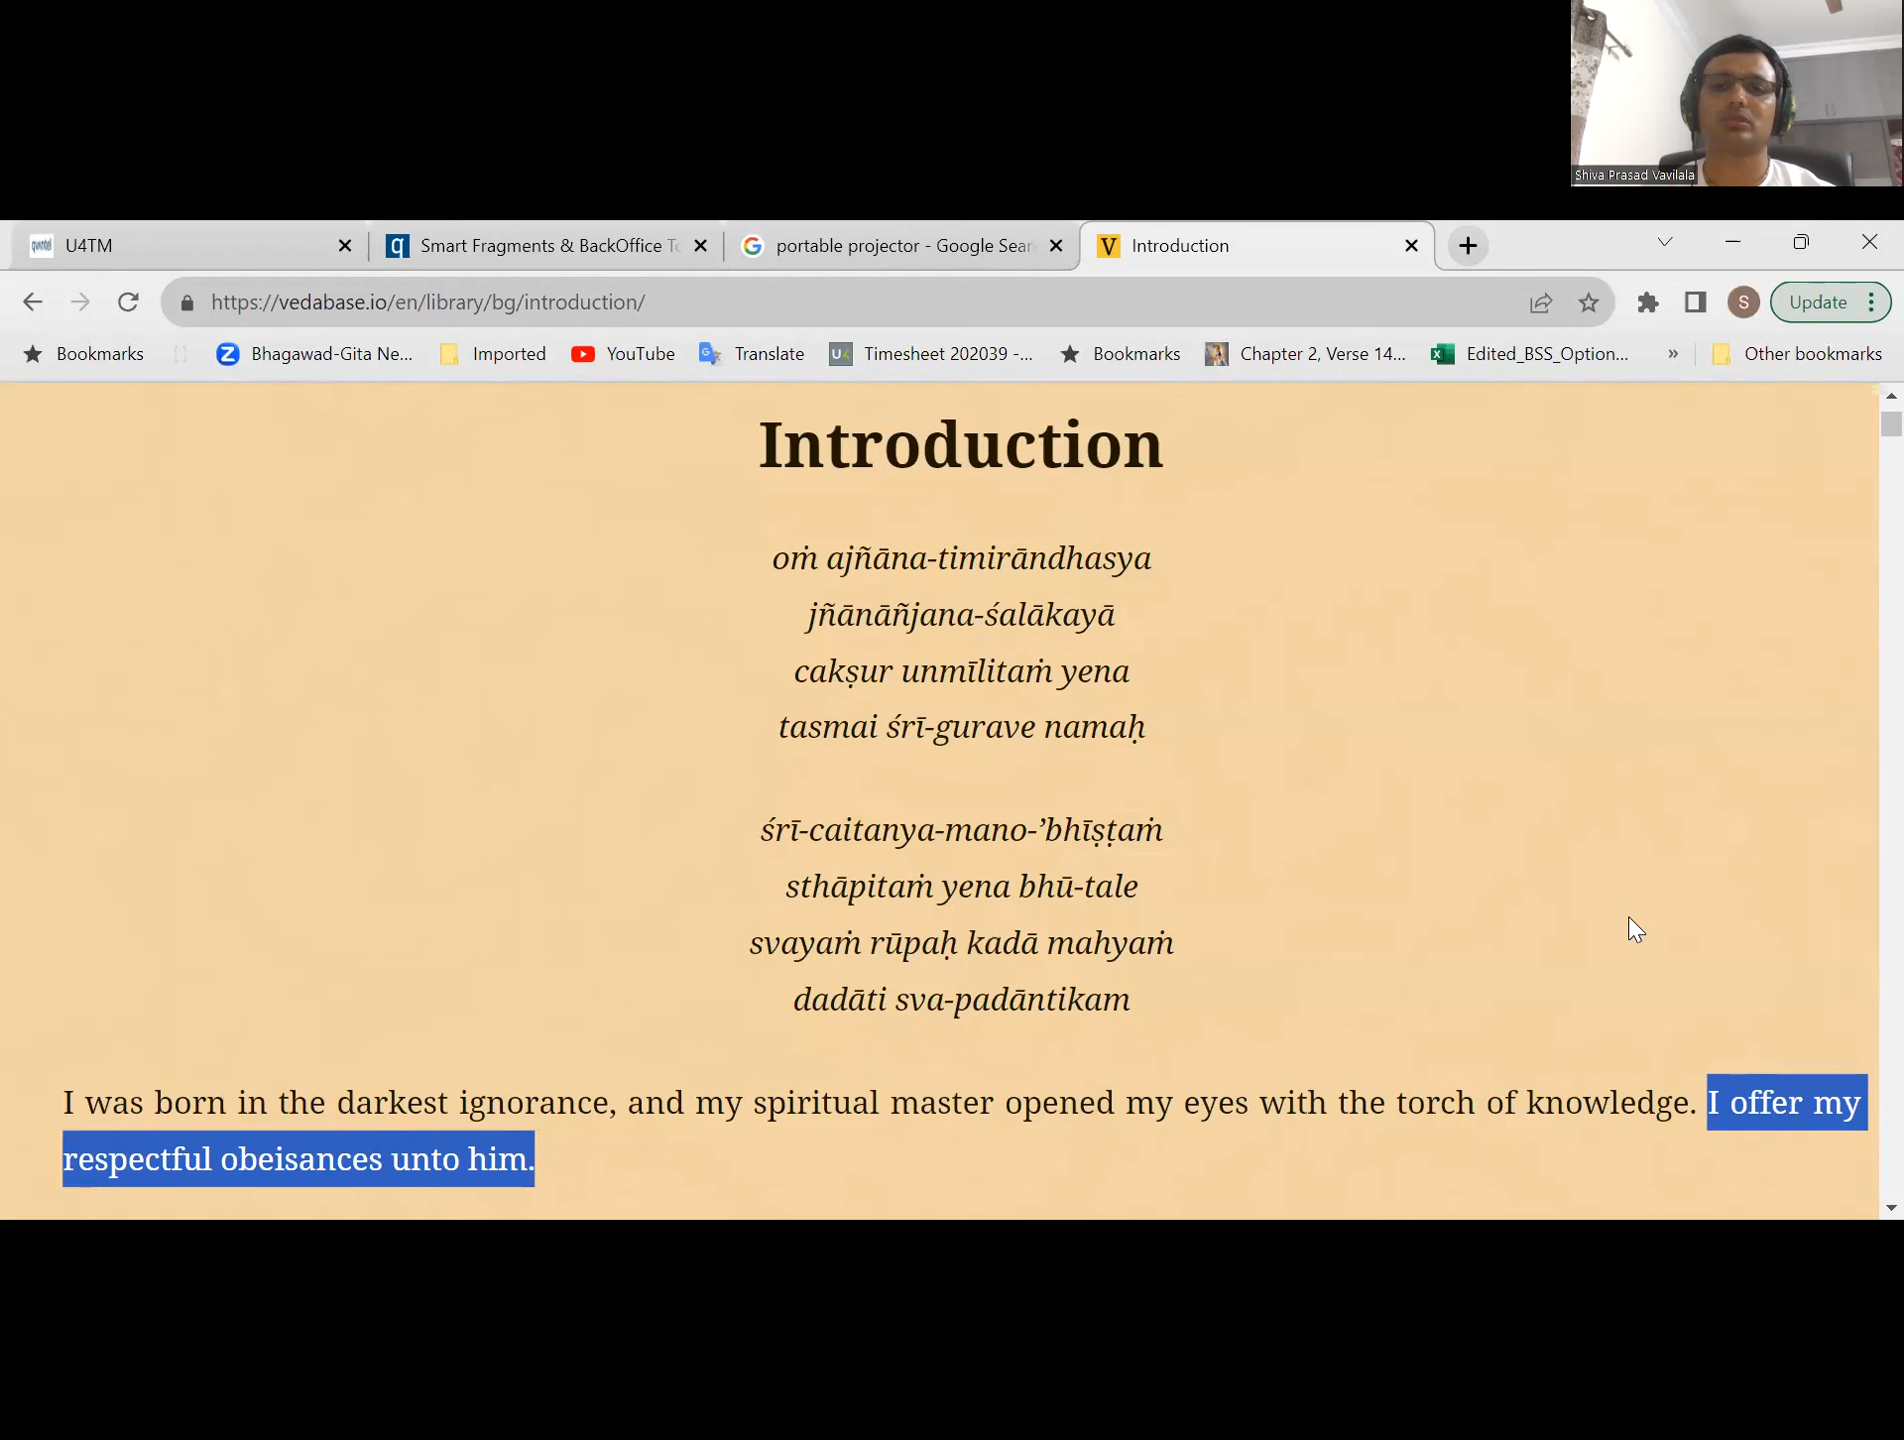 Shiva Prasad Vavilala
U4TM
Smart Fragments & BackOffice To
portable projector - Google Sear
Introduction
https://vedabase.io/en/library/bg/introduction/
S
Update
Bookmarks
Bhagawad-Gita Ne...
Imported
YouTube
Translate
Timesheet 202039 -...
Bookmarks
Chapter 2, Verse 14...
Edited_BSS_Option...
»
Other bookmarks
Introduction
oṁ ajñāna-timirāndhasya
jñānāñjana-śalākayā
cakṣur unmīlitaṁ yena
tasmai śrī-gurave namaḥ
śrī-caitanya-mano-’bhīṣṭaṁ
sthāpitaṁ yena bhū-tale
svayaṁ rūpaḥ kadā mahyaṁ
dadāti sva-padāntikam
I was born in the darkest ignorance, and my spiritual master opened my eyes with the torch of knowledge. I offer my
respectful obeisances unto him.